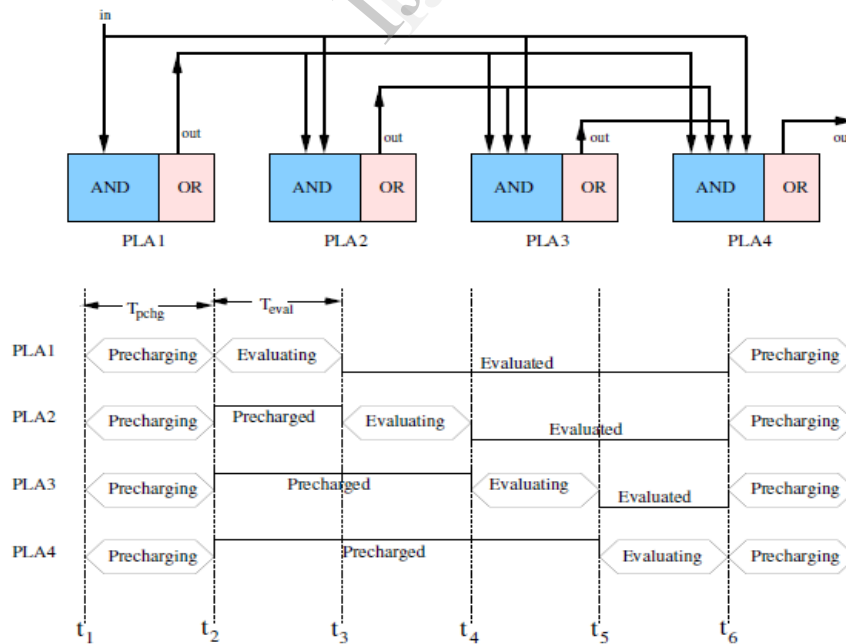 in
out
out
out
ou
AND OR AND OR AND OR AND OR
PLA1 PLA2 PLA3 PLA4
Tpchg Teval
PLA1 Precharging Evaluating Evaluated Precharging
PLA2 Precharging Precharged Evaluating Evaluated Precharging
PLA3 Precharging Precharged Evaluating Evaluated Precharging
PLA4 Precharging Precharged Evaluating Precharging
t1 t2 t3 t4 t5 t6